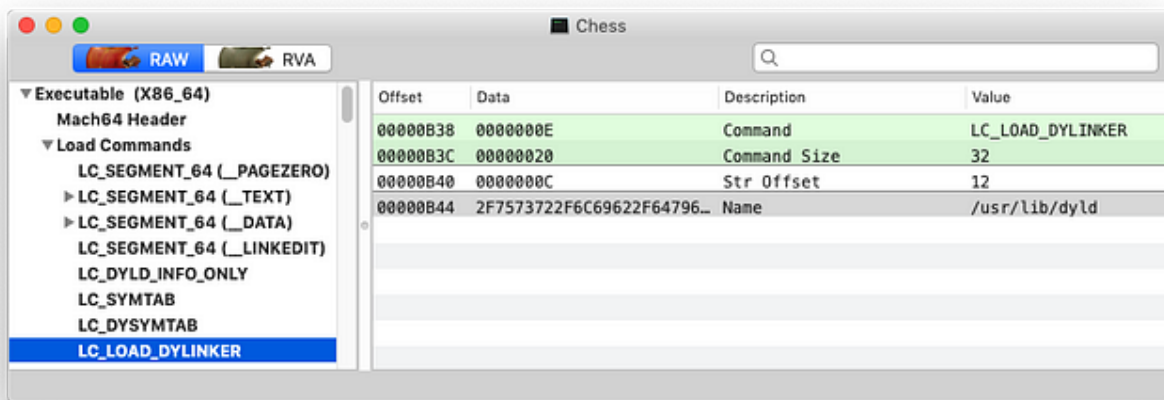 Chess
RAW RVA
Executable (X86_64)
Mach64 Header
Load Commands
LC_SEGMENT_64 (__PAGEZERO)
LC_SEGMENT_64 (__TEXT)
LC_SEGMENT_64 (__DATA)
LC_SEGMENT_64 (__LINKEDIT)
LC_DYLD_INFO_ONLY
LC_SYMTAB
LC_DYSYMTAB
LC_LOAD_DYLINKER
Offset Data Description Value
00000B38 0000000E Command LC_LOAD_DYLINKER
00000B3C 00000020 Command Size 32
00000B40 0000000C Str Offset 12
00000B44 2F7573722F6C69622F64796… Name /usr/lib/dyld